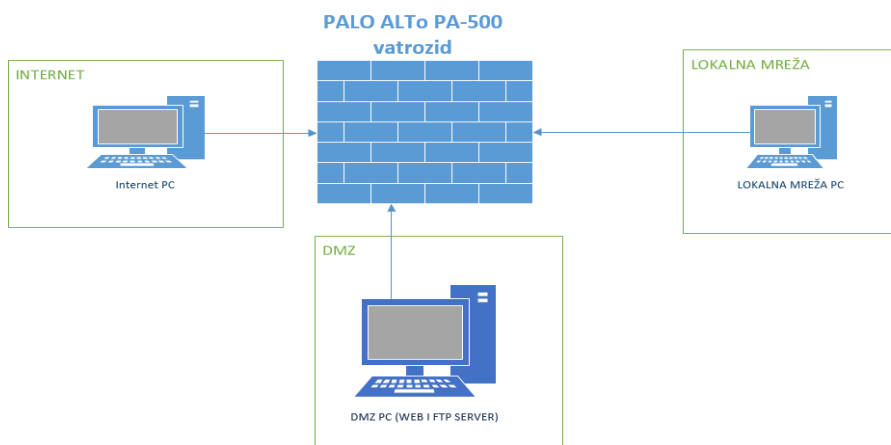 PALO ALTo PA-500
vatrozid
INTERNET
Internet PC
LOKALNA MREŽA
LOKALNA MREŽA PC
DMZ
DMZ PC (WEB I FTP SERVER)